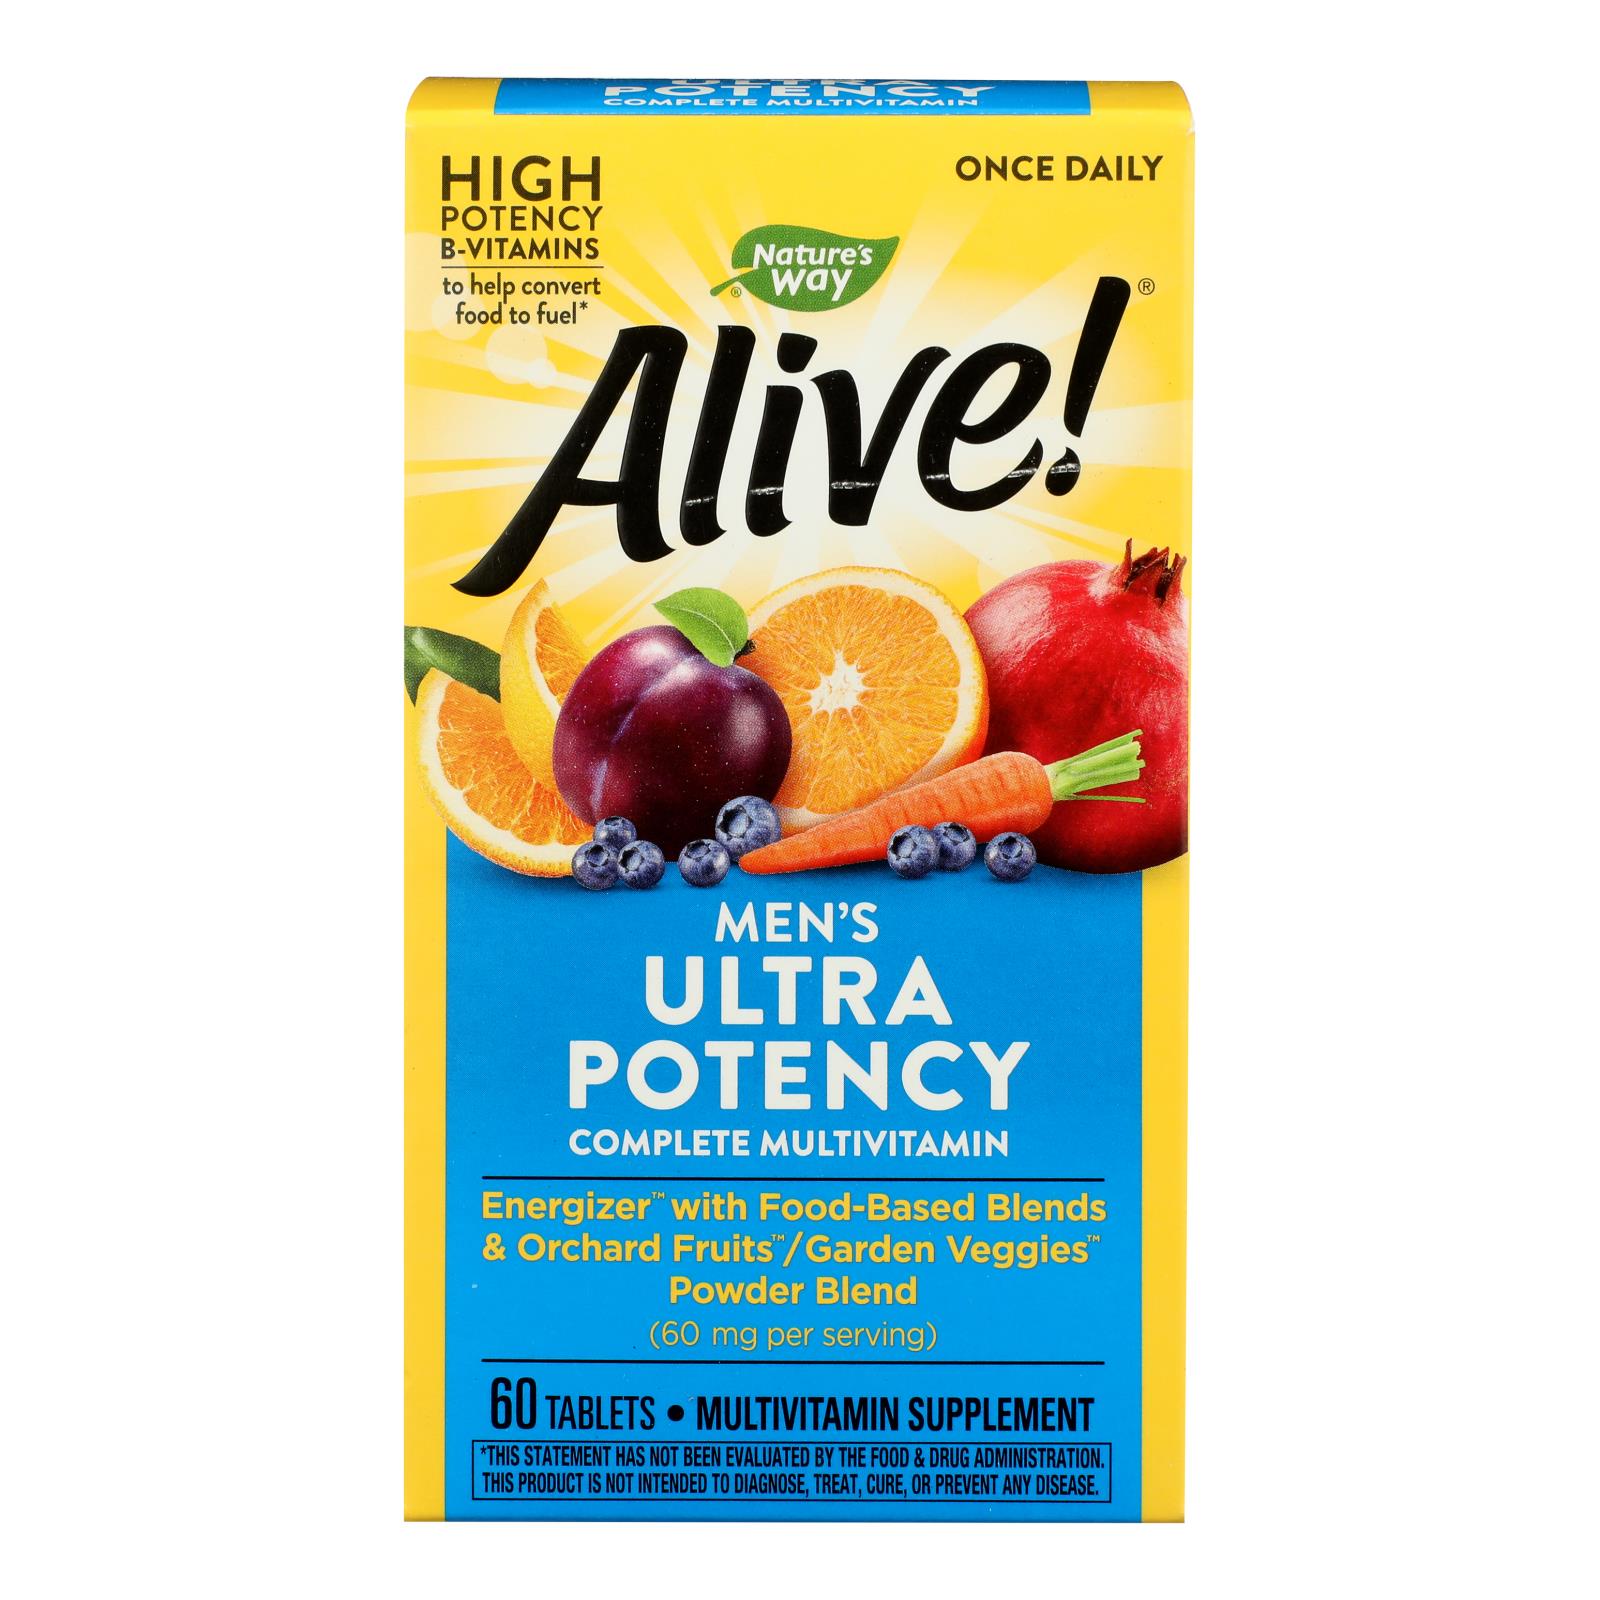 ULTRA
POTENCY
COMPLETE MULTIVITAMIN
HIGH
POTENCY
B-VITAMINS
to help convert
food to fuel*
ONCE DAILY
Nature's
Way
®
Alive!®
MEN'S
ULTRA
POTENCY
COMPLETE MULTIVITAMIN
Energizer™ with Food-Based Blends
& Orchard Fruits™/Garden Veggies™
Powder Blend
(60 mg per serving)
60 TABLETS • MULTIVITAMIN SUPPLEMENT
*THIS STATEMENT HAS NOT BEEN EVALUATED BY THE FOOD & DRUG ADMINISTRATION.
THIS PRODUCT IS NOT INTENDED TO DIAGNOSE, TREAT, CURE, OR PREVENT ANY DISEASE.